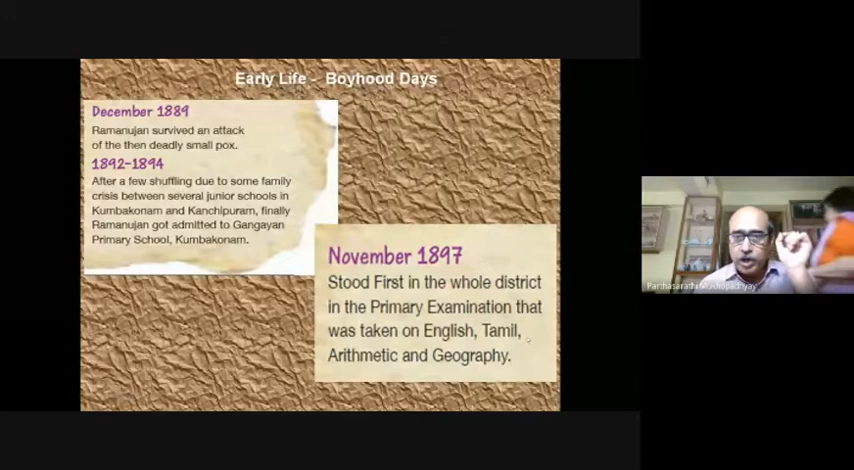 Early Life - Boyhood Days
December 1889
Ramanujan survived an attack
of the then deadly small pox.
1892-1894
After a few shuffling due to some family
crisis between several junior schools in
Kumbakonam and Kanchipuram, finally
Ramanujan got admitted to Gangayan
Primary School, Kumbakonam.
November 1897
Stood First in the whole district
in the Primary Examination that
was taken on English, Tamil,
Arithmetic and Geography.
Parthasarathi Mukhopadhyay